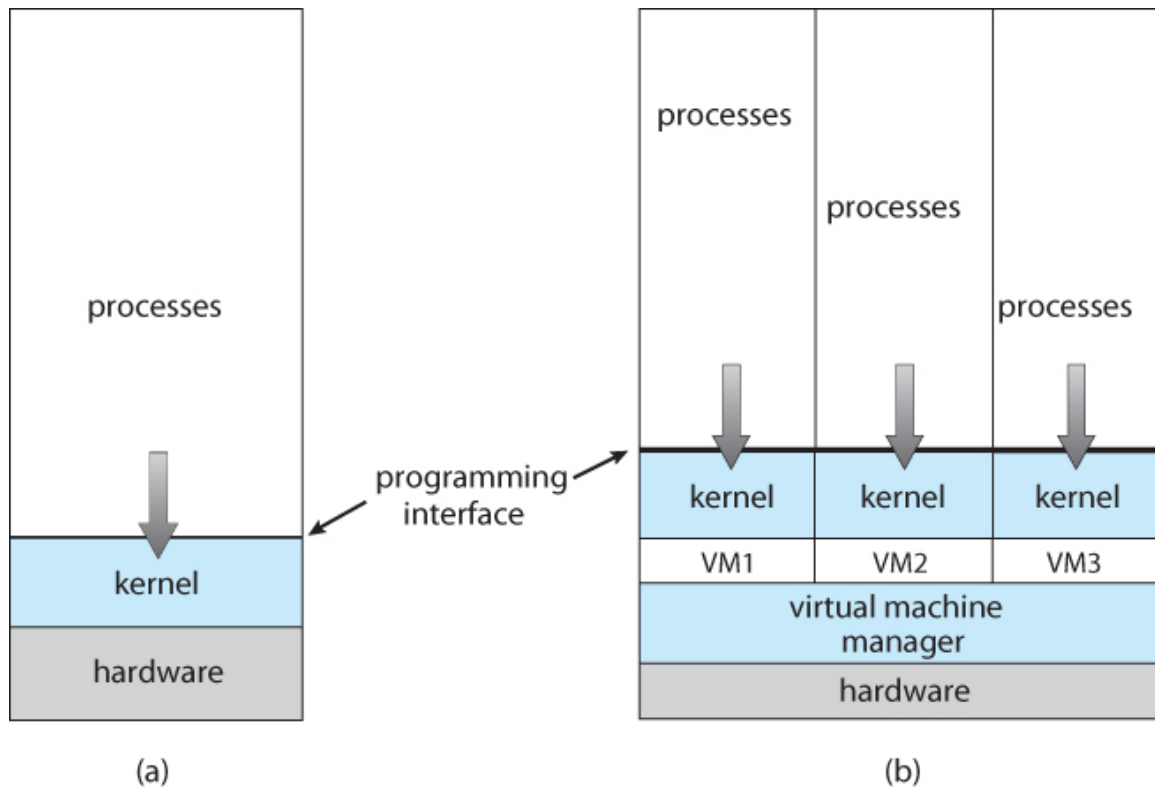 processes
kernel
hardware
(a)
programming
interface
processes
processes
processes
kernel
kernel
kernel
VM1
VM2
VM3
virtual machine
manager
hardware
(b)